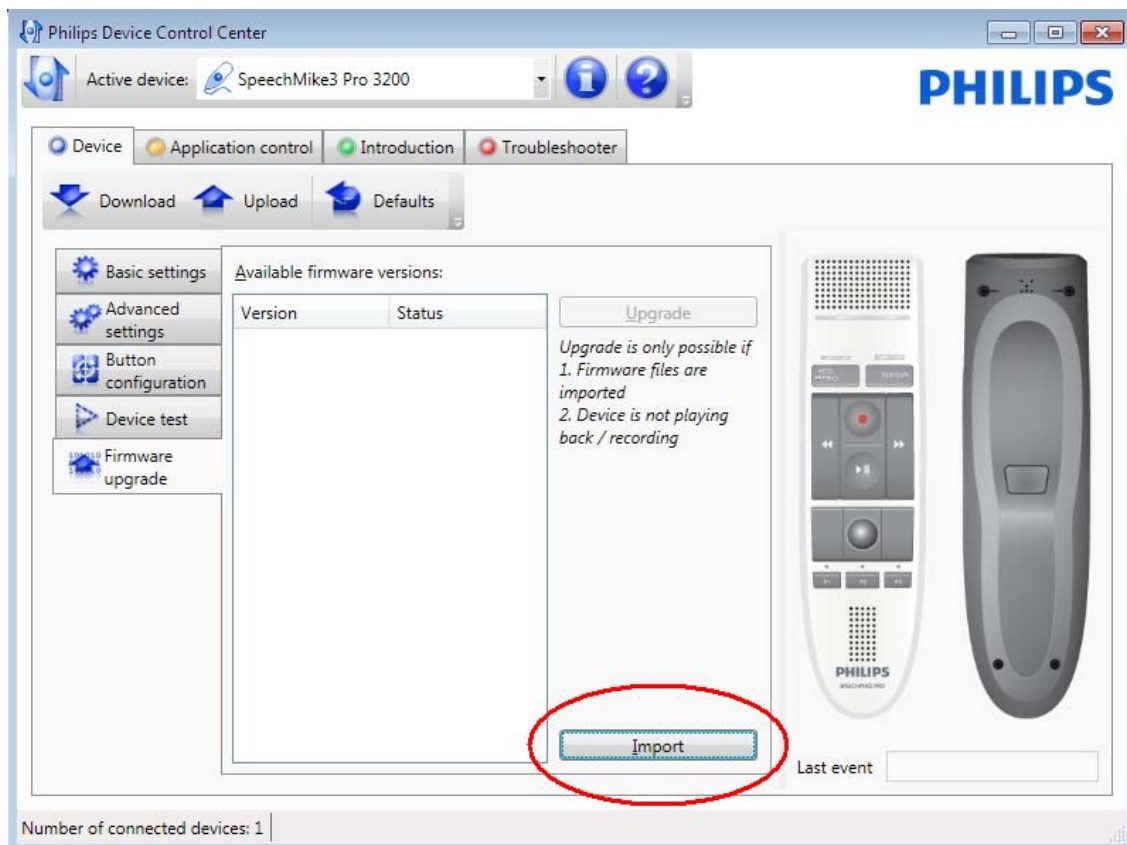 Philips Device Control Center
Active device: SpeechMike3 Pro 3200
PHILIPS
Device Application control Introduction Troubleshooter
Download Upload Defaults
Basic settings
Advanced
settings
Button
configuration
Device test
Firmware
upgrade
Available firmware versions:
Version Status
Upgrade
Upgrade is only possible if
1. Firmware files are
imported
2. Device is not playing
back / recording
Import
PHILIPS
Last event
Number of connected devices: 1